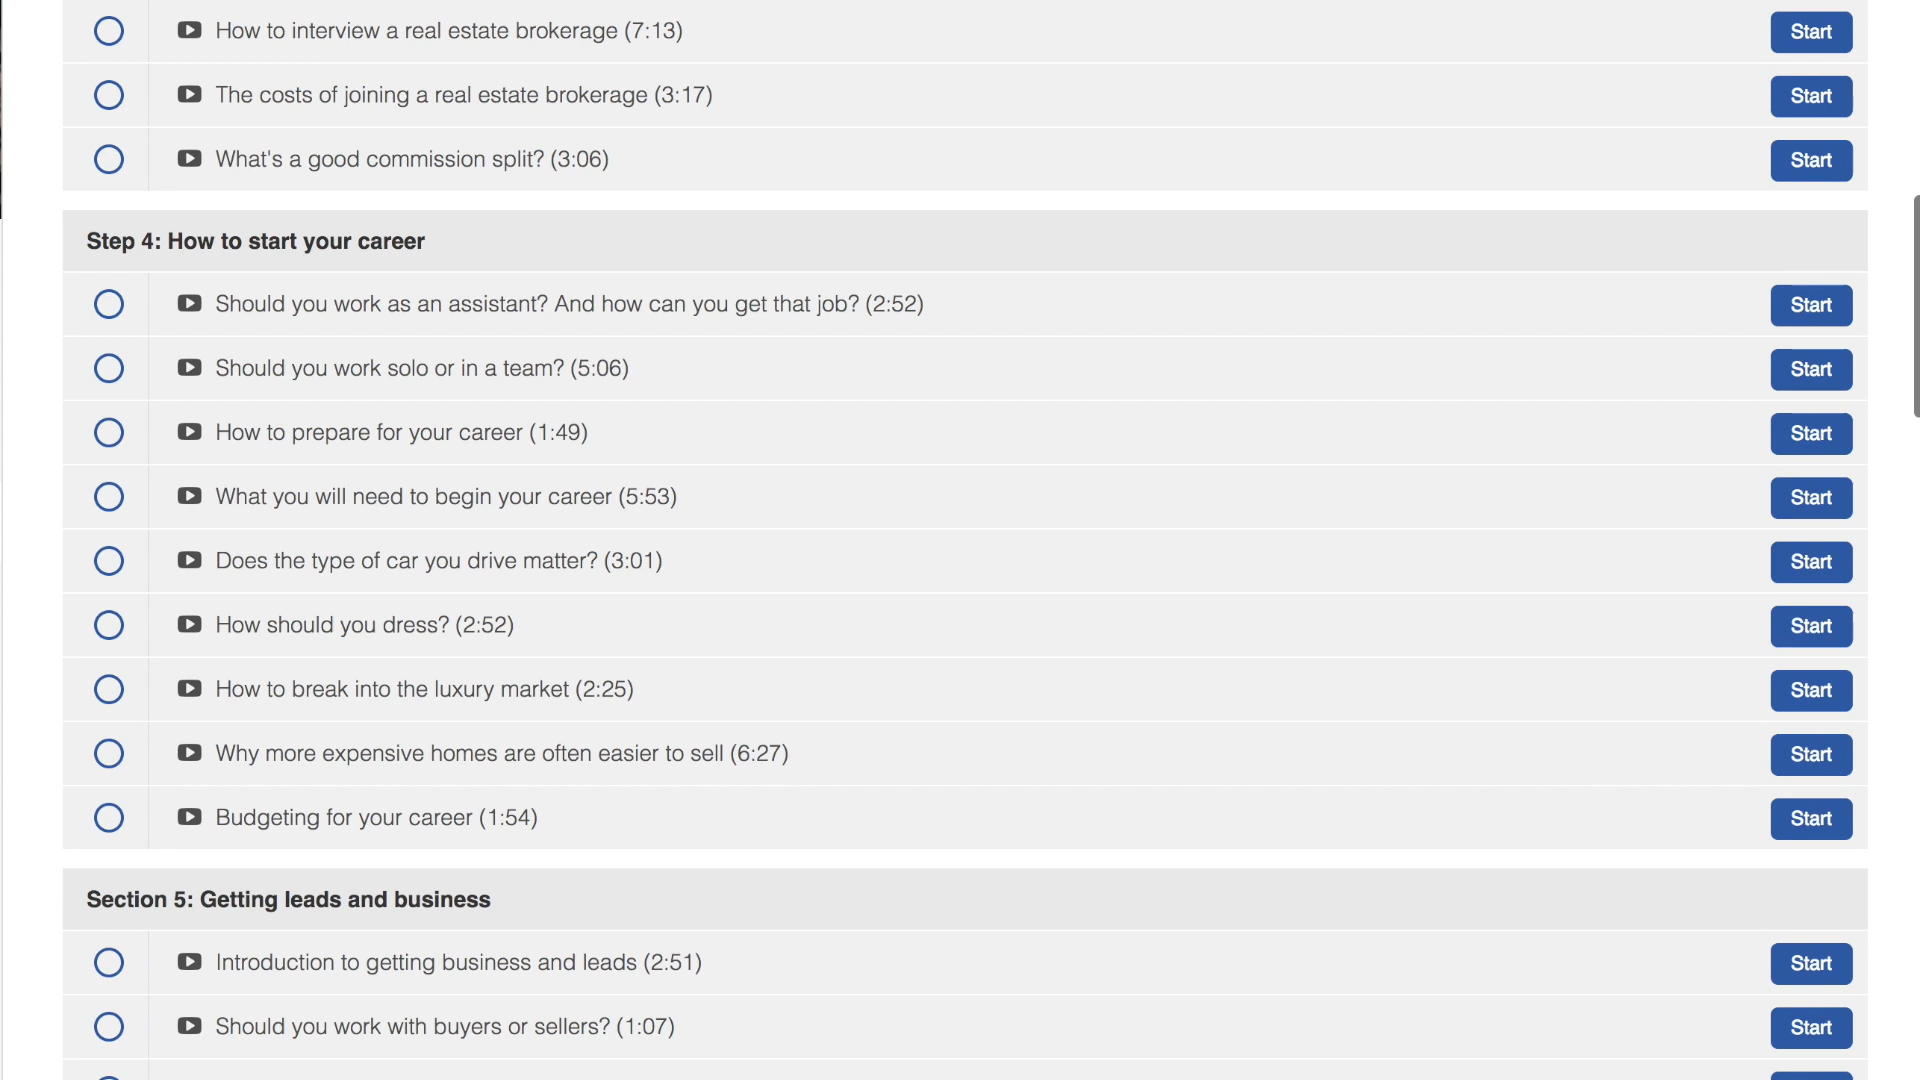 How to interview a real estate brokerage (7:13) Start
The costs of joining a real estate brokerage (3:17) Start
What's a good commission split? (3:06) Start
Step 4: How to start your career
Should you work as an assistant? And how can you get that job? (2:52) Start
Should you work solo or in a team? (5:06) Start
How to prepare for your career (1:49) Start
What you will need to begin your career (5:53) Start
Does the type of car you drive matter? (3:01) Start
How should you dress? (2:52) Start
How to break into the luxury market (2:25) Start
Why more expensive homes are often easier to sell (6:27) Start
Budgeting for your career (1:54) Start
Section 5: Getting leads and business
Introduction to getting business and leads (2:51) Start
Should you work with buyers or sellers? (1:07) Start